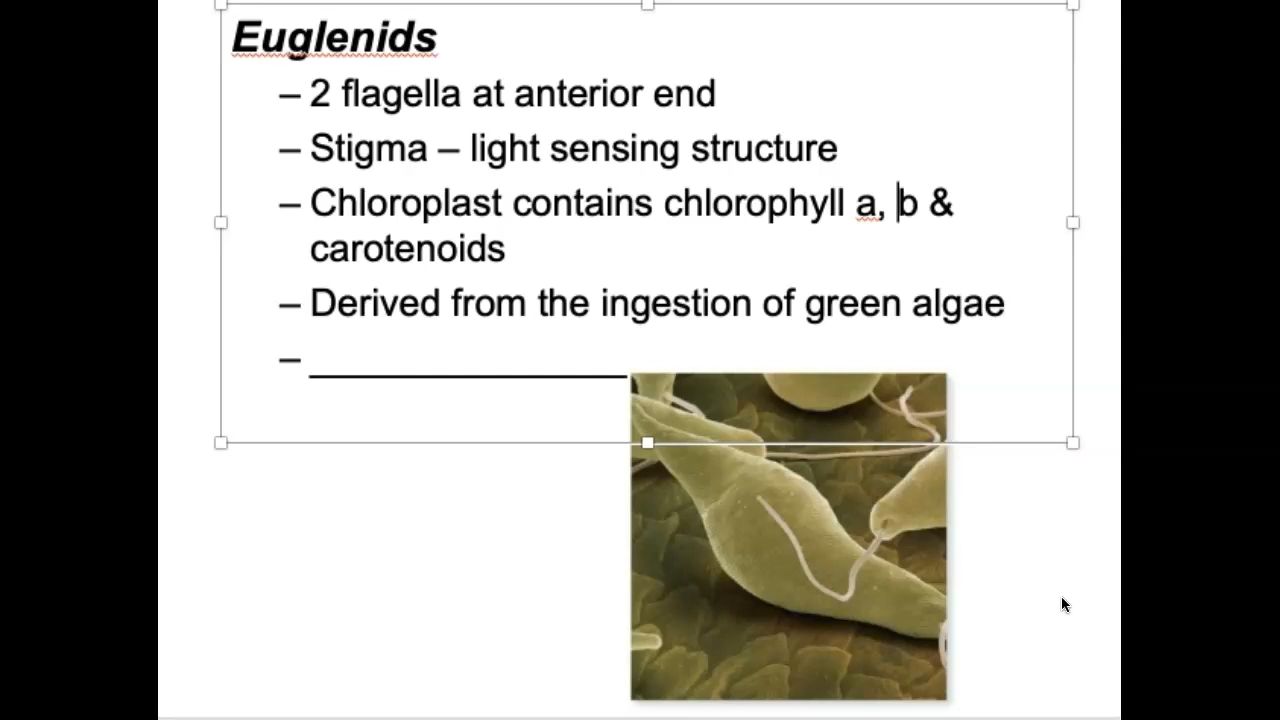 Euglenids
– 2 flagella at anterior end
– Stigma – light sensing structure
– Chloroplast contains chlorophyll a, b &
carotenoids
– Derived from the ingestion of green algae
– _______________